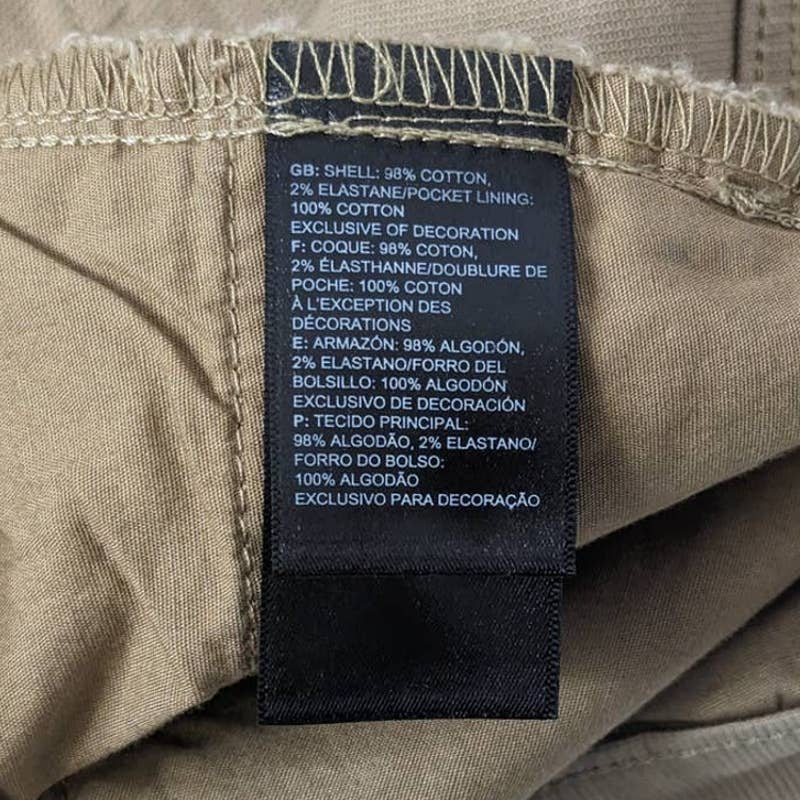 GB: SHELL: 98% COTTON,
2% ELASTANE/POCKET LINING:
100% COTTON
EXCLUSIVE OF DECORATION
F: COQUE: 98% COTON,
2% ÉLASTHANNE/DOUBLURE DE
POCHE: 100% COTON
À L'EXCEPTION DES
DÉCORATIONS
E: ARMAZÓN: 98% ALGODÓN,
2% ELASTANO/FORRO DEL
BOLSILLO: 100% ALGODÓN
EXCLUSIVO DE DECORACIÓN
P: TECIDO PRINCIPAL:
98% ALGODÃO, 2% ELASTANO/
FORRO DO BOLSO:
100% ALGODÃO
EXCLUSIVO PARA DECORAÇÃO